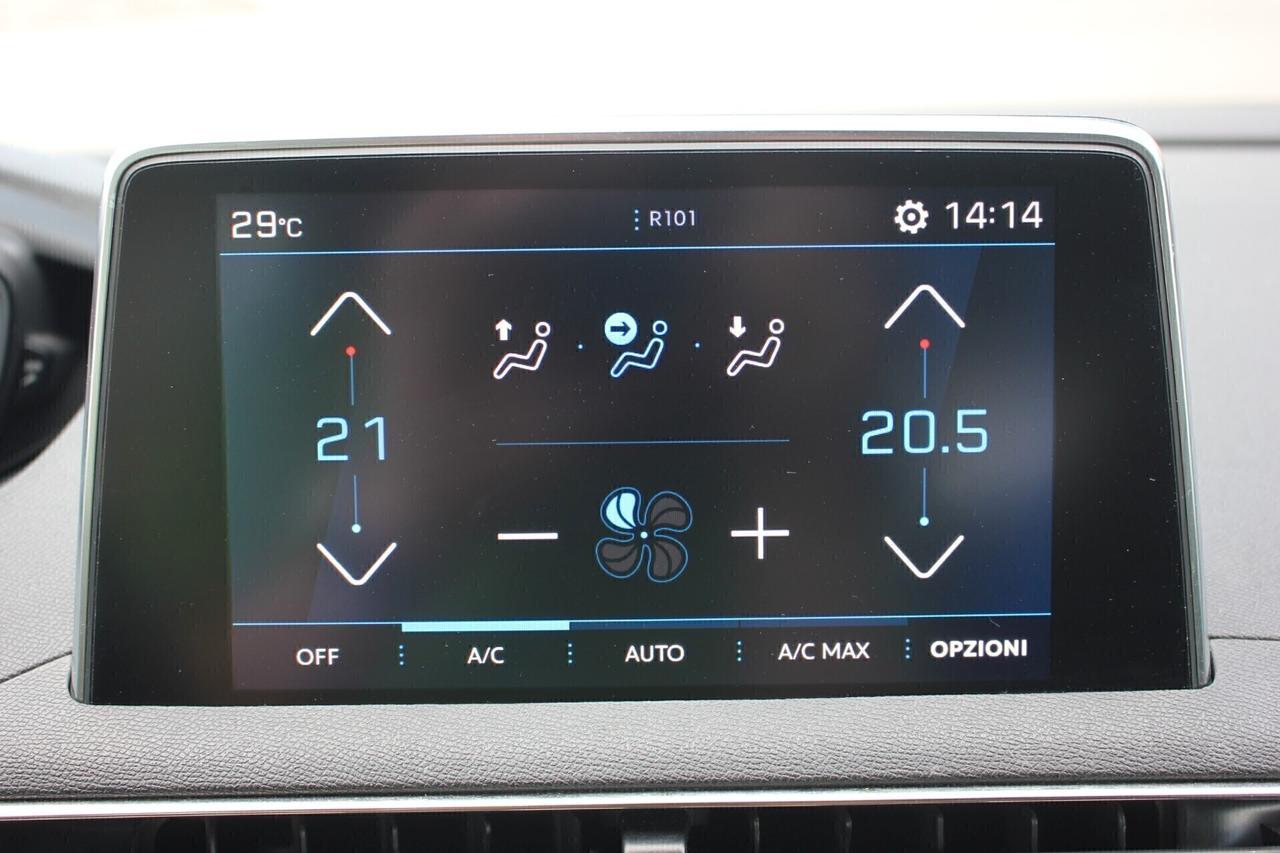 29°C R101 14:14
21 20.5
OFF A/C AUTO A/C MAX OPZIONI